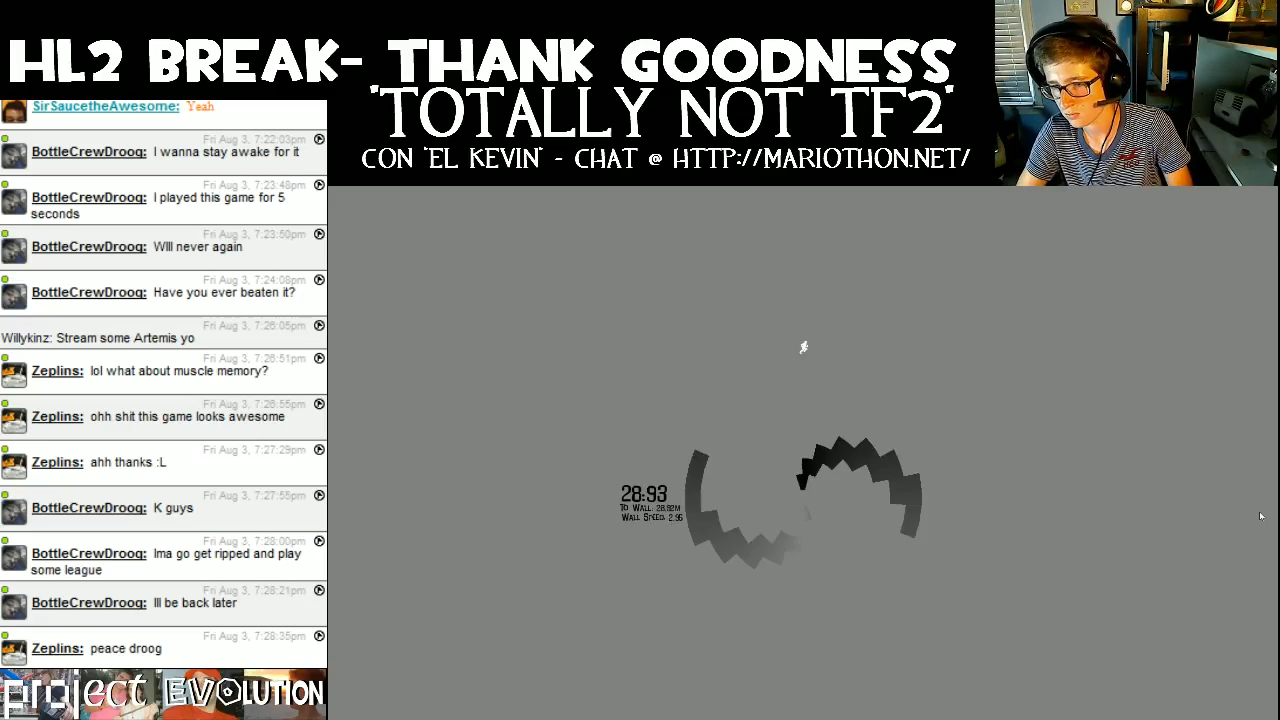 HL2 BREAK- THANK GOODNESS
"TOTALLY NOT TF2"
CON 'EL KEVIN' - CHAT @ HTTP://MARIOTHON.NET/
SirSaucetheAwesome: Yeah
Fri Aug 3, 7:22:03pm
BottleCrewDroog: I wanna stay awake for it
Fri Aug 3, 7:23:48pm
BottleCrewDroog: I played this game for 5
seconds
Fri Aug 3, 7:23:50pm
BottleCrewDroog: WIll never again
Fri Aug 3, 7:24:08pm
BottleCrewDroog: Have you ever beaten it?
Fri Aug 3, 7:26:05pm
Willykinz: Stream some Artemis yo
Fri Aug 3, 7:26:51pm
Zeplins: lol what about muscle memory?
Fri Aug 3, 7:26:55pm
Zeplins: ohh shit this game looks awesome
Fri Aug 3, 7:27:29pm
Zeplins: ahh thanks :L
Fri Aug 3, 7:27:55pm
BottleCrewDroog: K guys
Fri Aug 3, 7:28:00pm
BottleCrewDroog: Ima go get ripped and play
some league
Fri Aug 3, 7:28:21pm
BottleCrewDroog: Ill be back later
Fri Aug 3, 7:28:35pm
Zeplins: peace droog
28:93
To Wall: 28.92m
Wall Speed: 2.96
project EVOLUTION